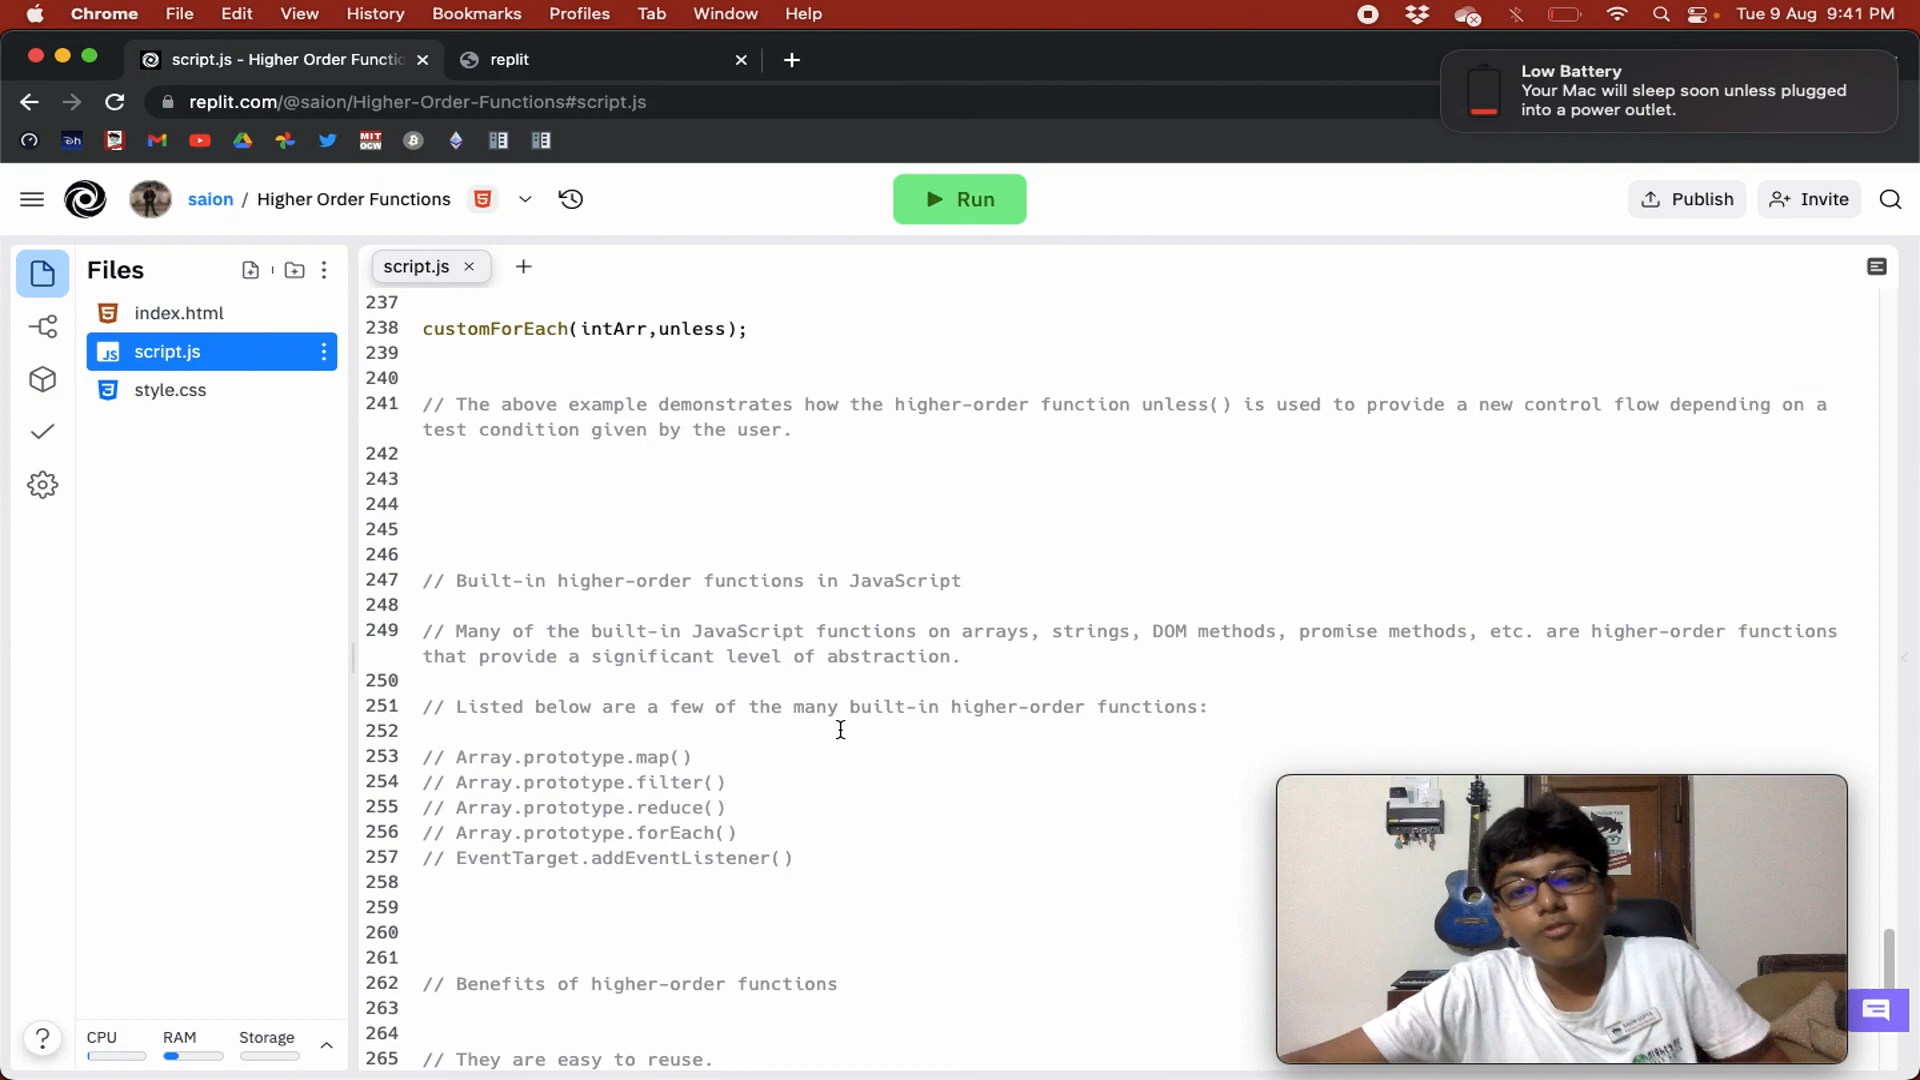 Chrome File Edit View History Bookmarks Profiles Tab Window Help
Tue 9 Aug 9:41 PM
script.js - Higher Order Functio
replit
Low Battery
Your Mac will sleep soon unless plugged
into a power outlet.
replit.com/@saion/Higher-Order-Functions#script.js
MIT
OCW
saion / Higher Order Functions
Run
Publish
Invite
Files
script.js
index.html
script.js
style.css
237
238 customForEach(intArr,unless);
239
240
241 // The above example demonstrates how the higher-order function unless() is used to provide a new control flow depending on a
test condition given by the user.
242
243
244
245
246
247 // Built-in higher-order functions in JavaScript
248
249 // Many of the built-in JavaScript functions on arrays, strings, DOM methods, promise methods, etc. are higher-order functions
that provide a significant level of abstraction.
250
251 // Listed below are a few of the many built-in higher-order functions:
252
253 // Array.prototype.map()
254 // Array.prototype.filter()
255 // Array.prototype.reduce()
256 // Array.prototype.forEach()
257 // EventTarget.addEventListener()
258
259
260
261
262 // Benefits of higher-order functions
263
264
265 // They are easy to reuse.
CPU RAM Storage